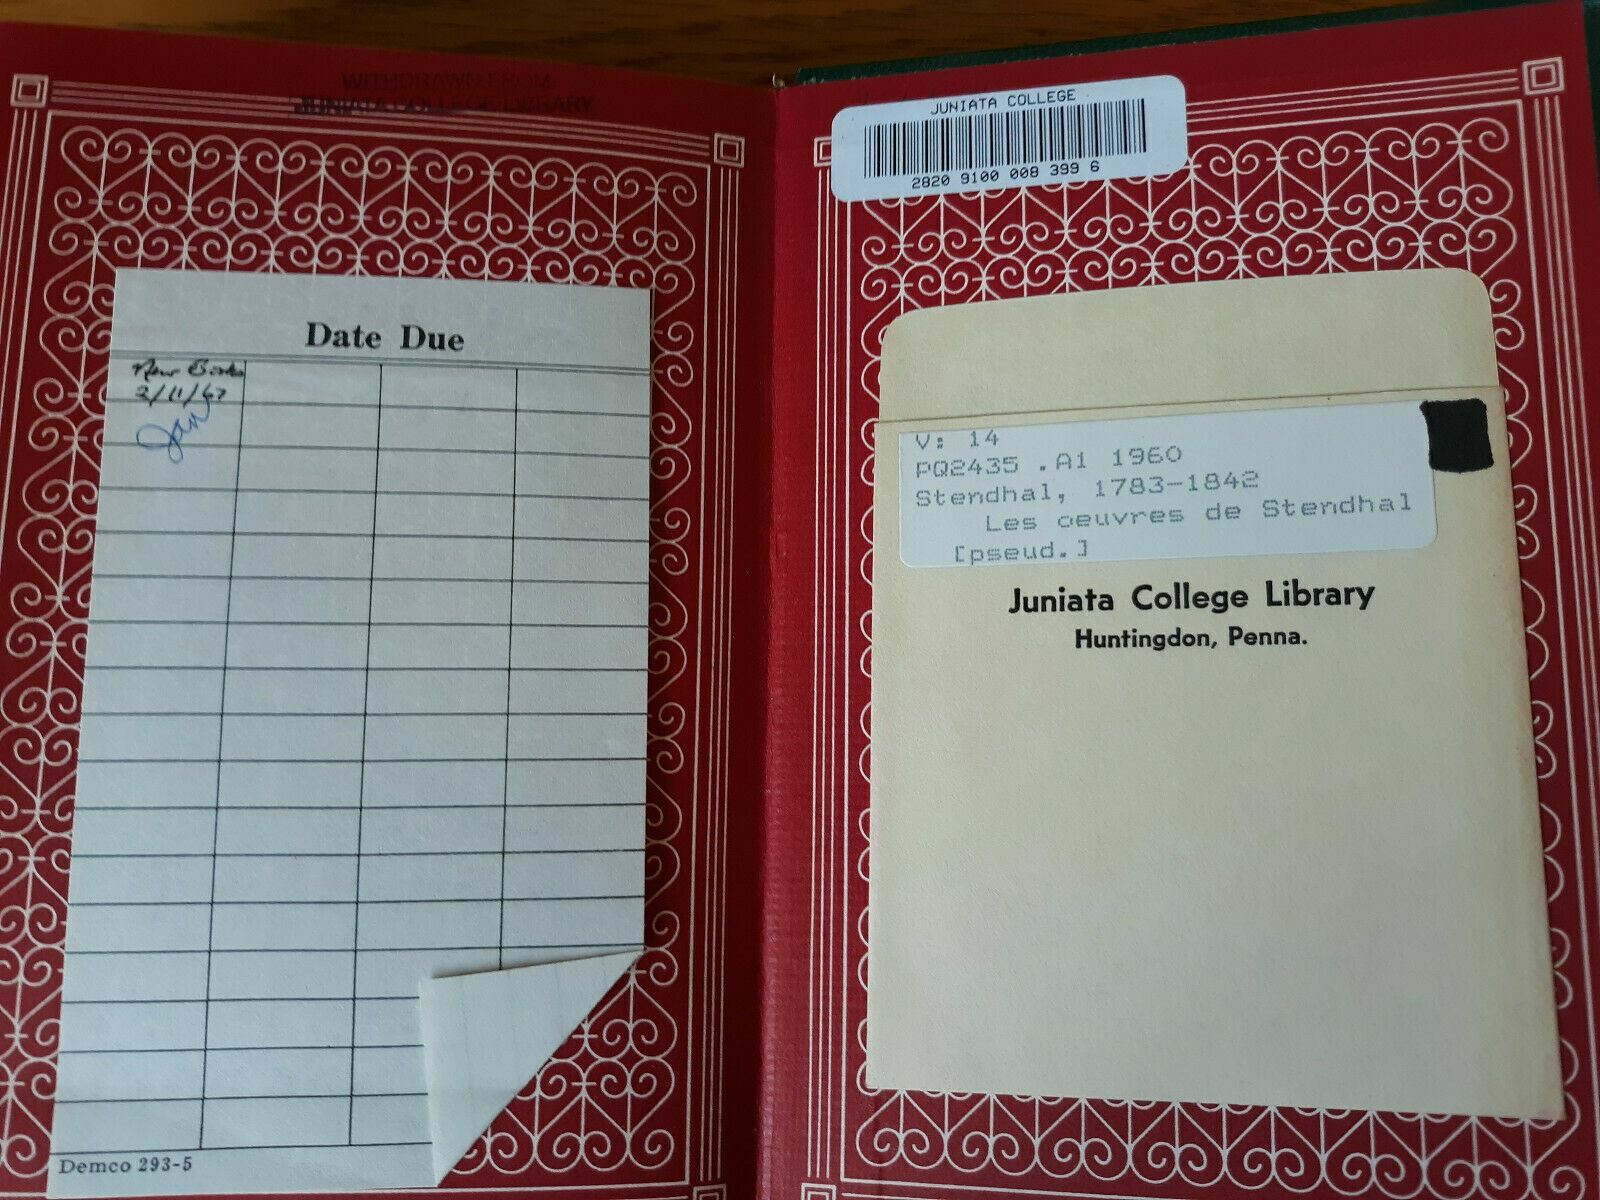 WITHDRAWN FROM
JUNIATA COLLEGE LIBRARY
Date Due
New Books
2/11/67
Jan
Demco 293-5
JUNIATA COLLEGE
2820 9100 008 399 6
V: 14
PQ2435 .A1 1960
Stendhal, 1783-1842
Les oeuvres de Stendhal
[pseud.]
Juniata College Library
Huntingdon, Penna.